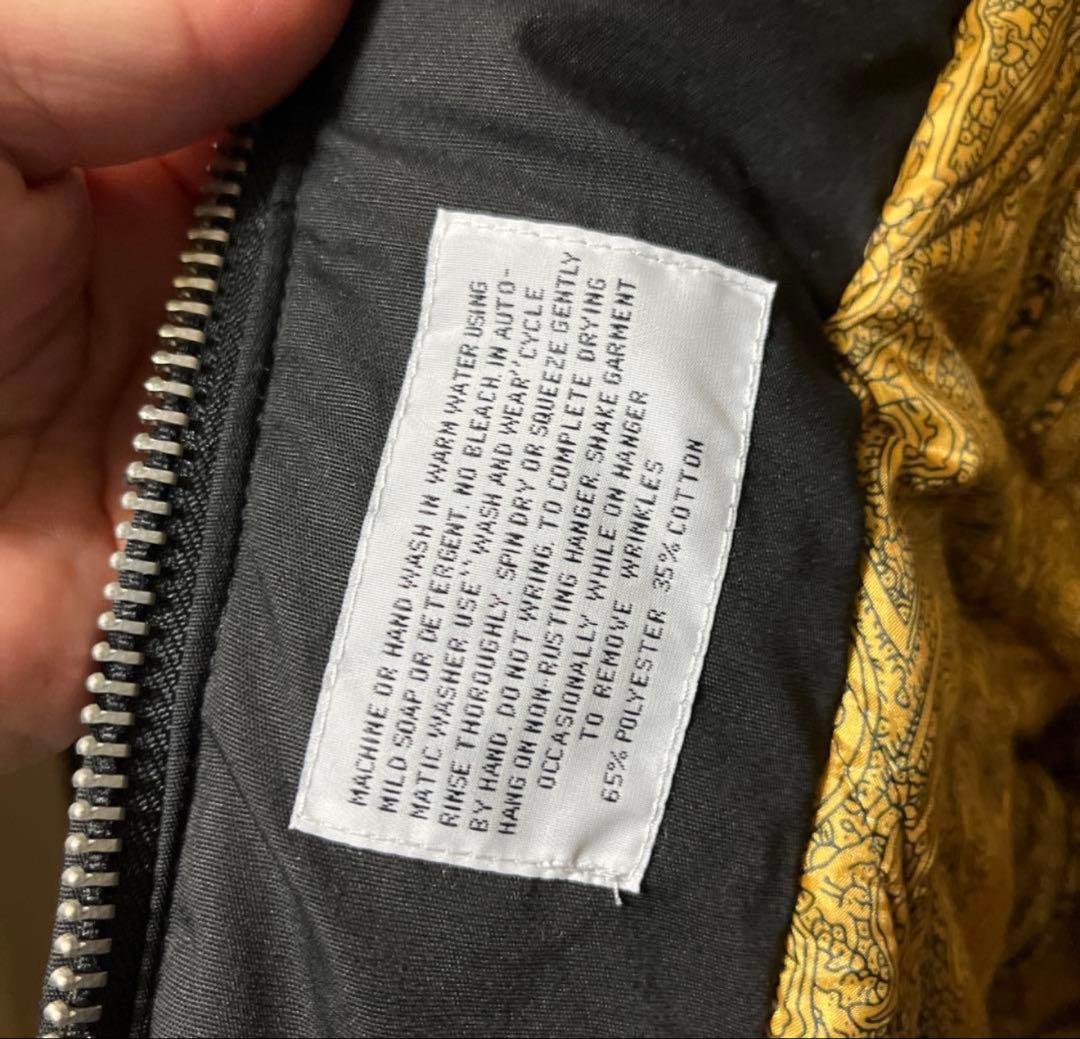 MACHINE OR HAND WASH IN WARM WATER USING
MILD SOAP OR DETERGENT. NO BLEACH. IN AUTO-
MATIC WASHER USE‘‘ WASH AND WEAR’’CYCLE
RINSE THOROUGHLY. SPIN DRY OR SQUEEZE GENTLY
BY HAND. DO NOT WRING. TO COMPLETE DRYING
HANG ON NON-RUSTING HANGER. SHAKE GARMENT
OCCASIONALLY WHILE ON HANGER
TO REMOVE WRINKLES
65% POLYESTER 35% COTTON